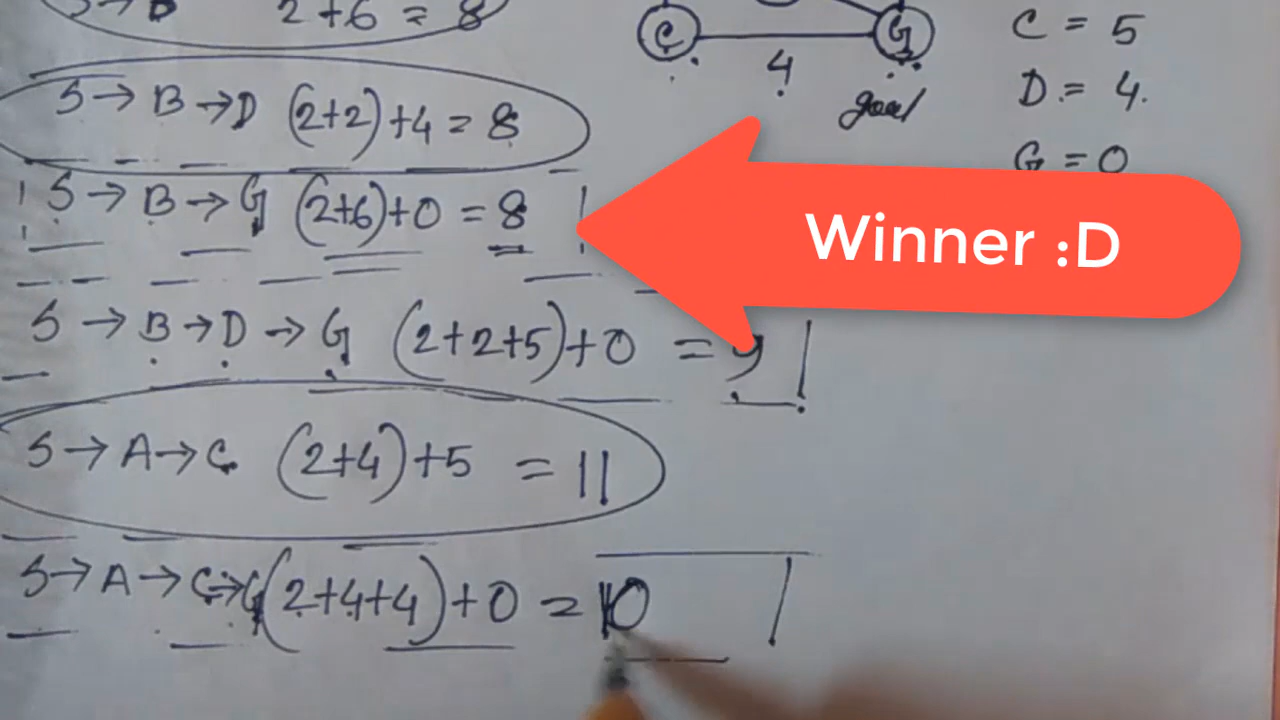 2+6 = 8
S → B → D (2+2)+4 = 8
S → B → G (2+6)+0 = 8
S → B → D → G (2+2+5)+0 = 9
S → A → C (2+4)+5 = 11
S → A → C → G (2+4+4)+0 = 10
C
G
4
goal
C = 5
D = 4
G = 0
Winner :D